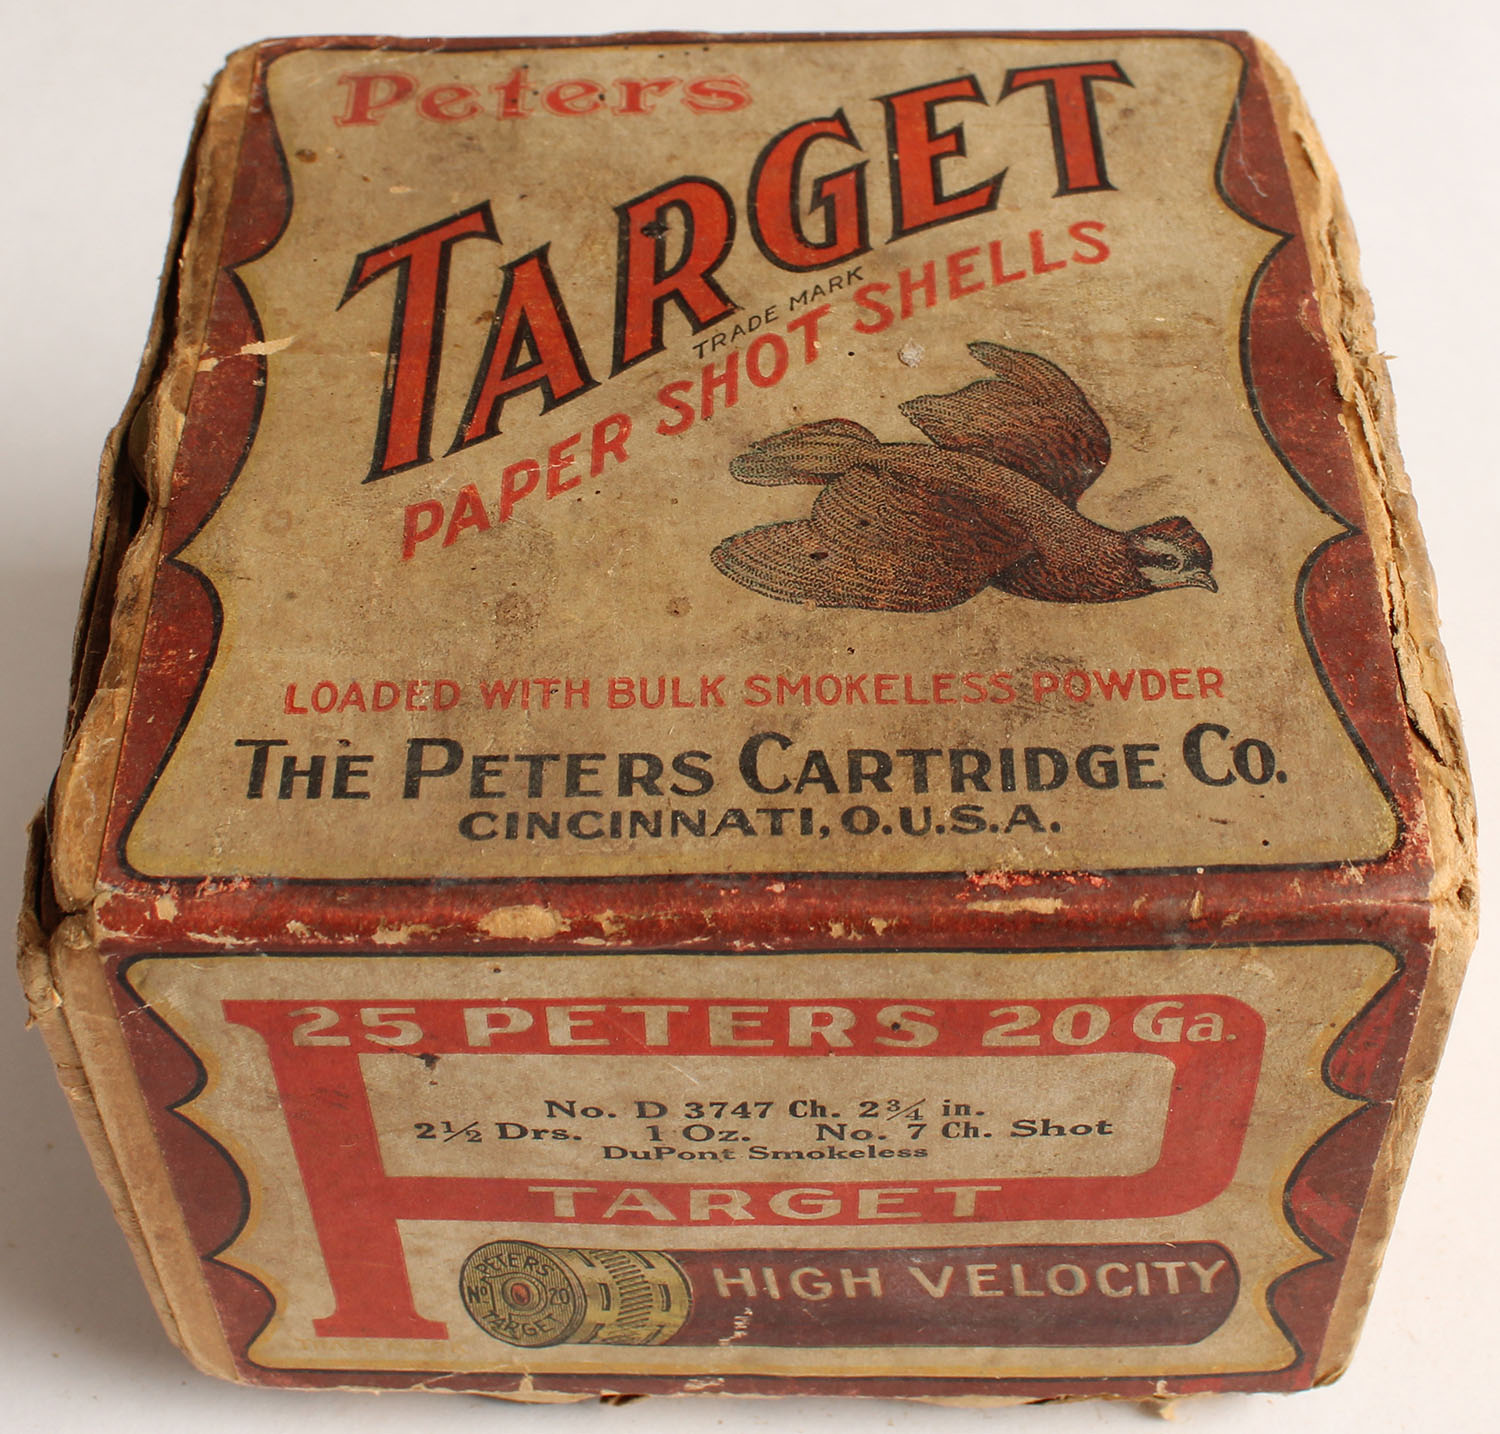 Peters
TARGET
TRADE MARK
PAPER SHOT SHELLS
LOADED WITH BULK SMOKELESS POWDER
THE PETERS CARTRIDGE CO.
CINCINNATI, O.U.S.A.
25 PETERS 20 Ga.
No. D 3747 Ch. 2¾ in.
2½ Drs. 1 Oz. No. 7 Ch. Shot
DuPont Smokeless
TARGET
HIGH VELOCITY
PETERS
No 20
TARGET